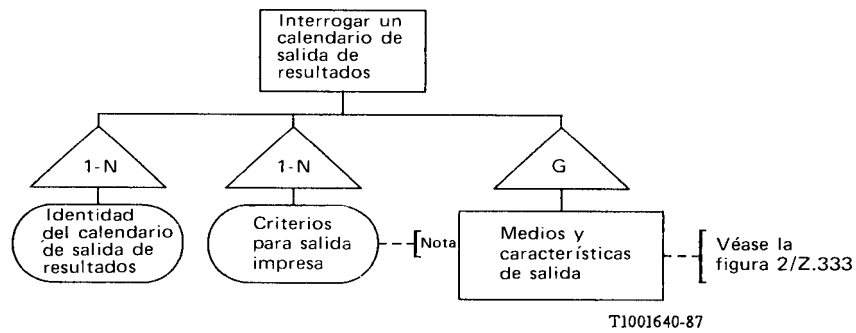 Interrogar un
calendario de
salida de
resultados
1-N
1-N
G
Identidad
del calendario
de salida de
resultados
Criterios
para salida
impresa
Nota
Medios y
características
de salida
Véase la
figura 2/Z.333
T1001640-87